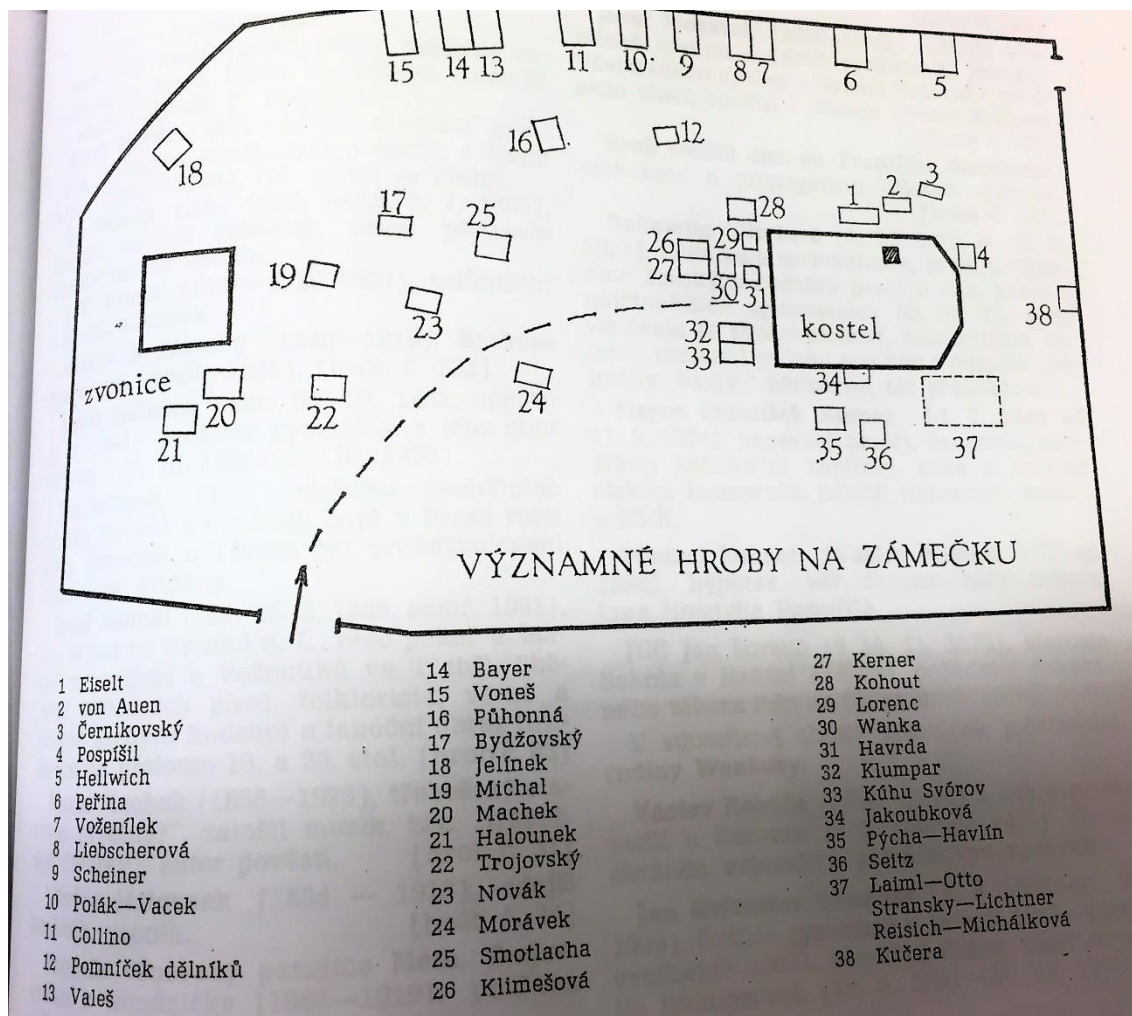 15 14 13 11 10 9 8 7 6 5
16 12
18
17 25 28 1 2 3
26 29
27
19 30 31 4
23
38
kostel
32
33
zvonice
24 34
20 22
21 35 36 37
VÝZNAMNÉ HROBY NA ZÁMEČKU
1 Eiselt
2 von Auen
3 Černikovský
4 Pospíšil
5 Hellwich
6 Peřina
7 Voženílek
8 Liebscherová
9 Scheiner
10 Polák—Vacek
11 Collino
12 Pomníček dělníků
13 Valeš
14 Bayer
15 Voneš
16 Půhonná
17 Bydžovský
18 Jelínek
19 Michal
20 Machek
21 Halounek
22 Trojovský
23 Novák
24 Morávek
25 Smotlacha
26 Klimešová
27 Kerner
28 Kohout
29 Lorenc
30 Wanka
31 Havrda
32 Klumpar
33 Kúhu Svórov
34 Jakoubková
35 Pýcha—Havlín
36 Seitz
37 Laiml—Otto
Stransky—Lichtner
Reisich—Michálková
38 Kučera